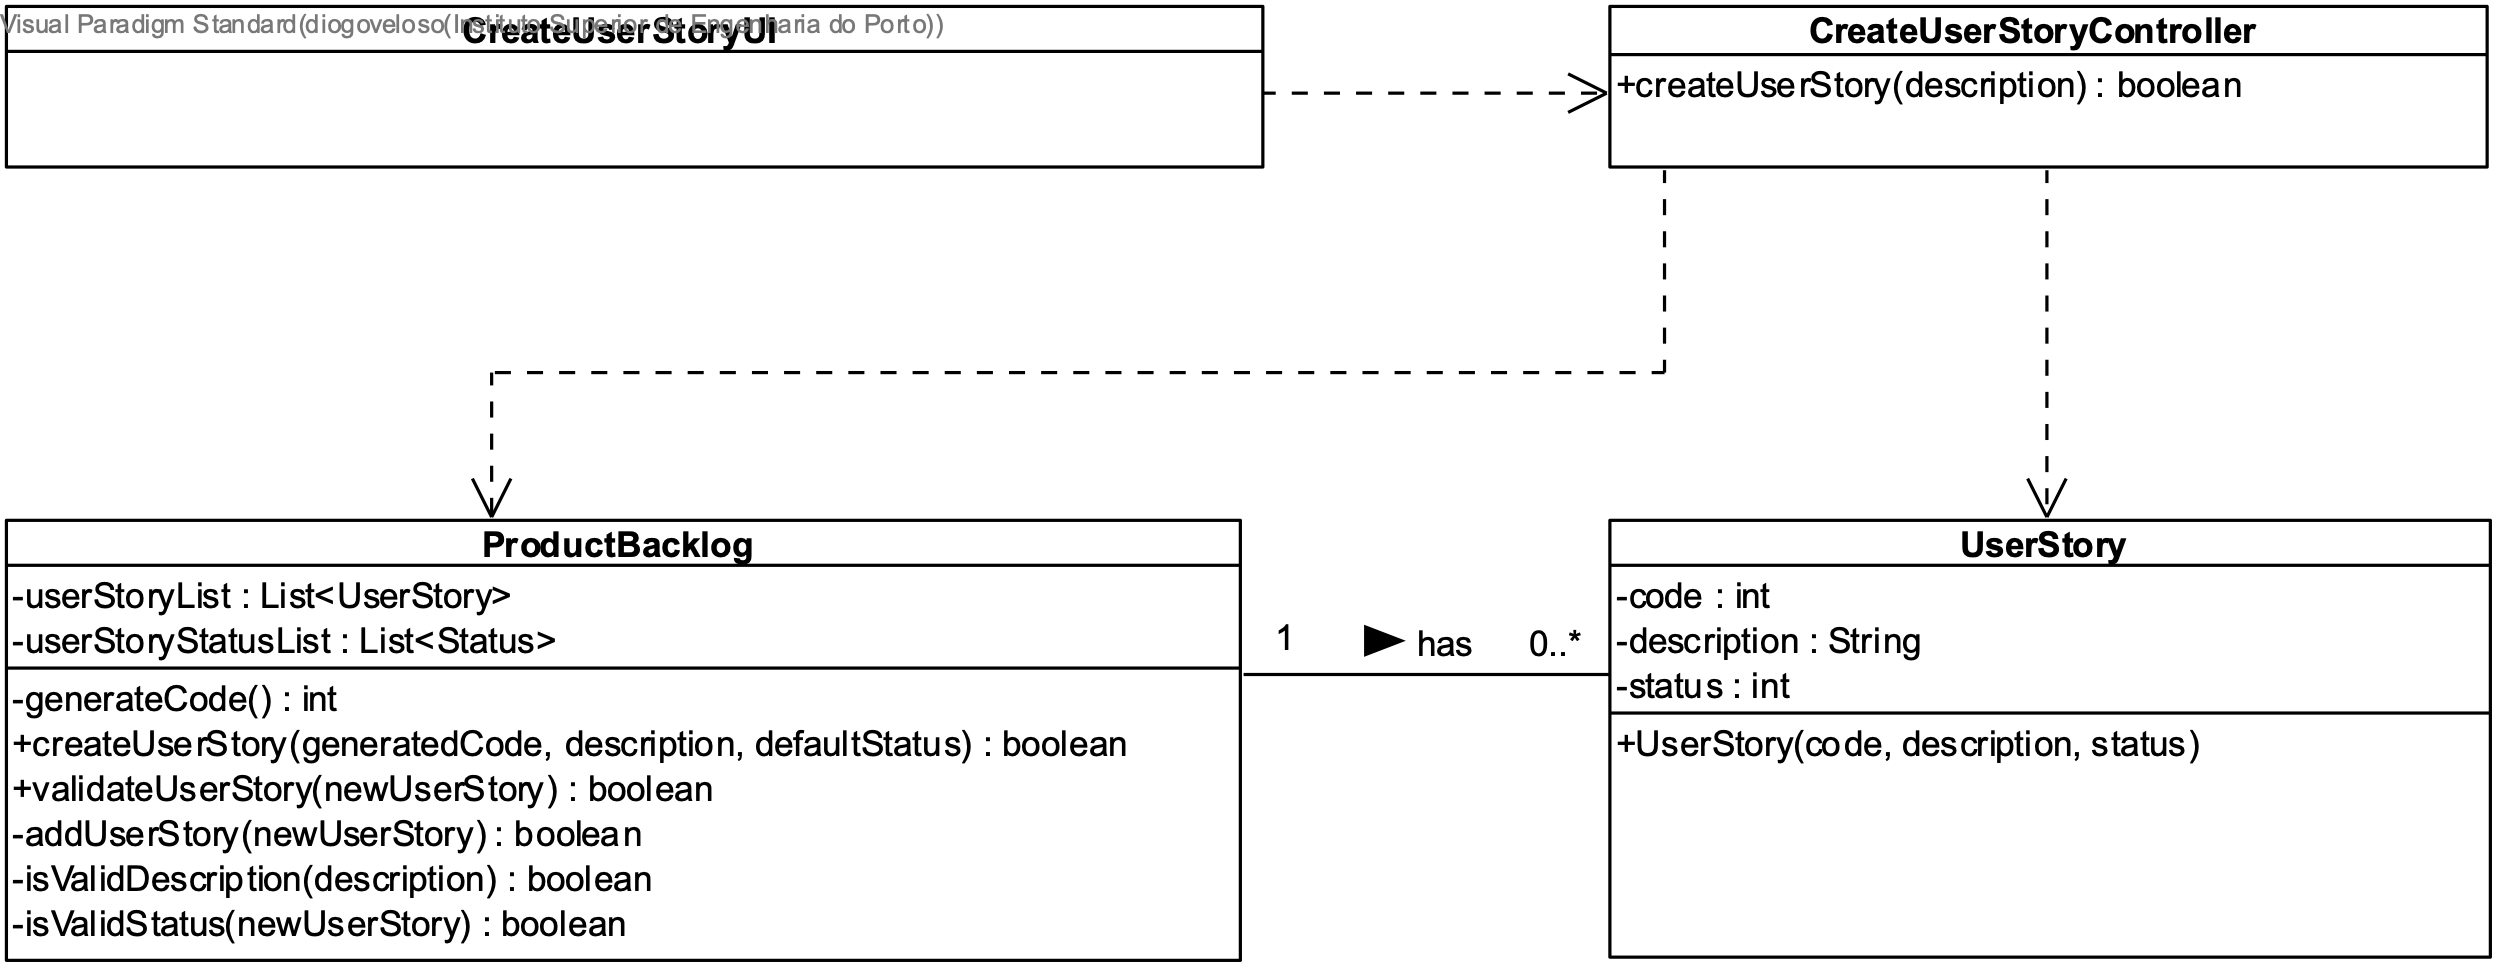 Visual Paradigm Standard(diogoveloso(Instituto Superior de Engenharia do Porto))
CreateUserStoryUI
CreateUserStoryController
+createUserStory(description) : boolean
ProductBacklog
-userStoryList : List<UserStory>
-userStoryStatusList : List<Status>
-generateCode() : int
+createUserStory(generatedCode, description, defaultStatus) : boolean
+validateUserStory(newUserStory) : boolean
-addUserStory(newUserStory) : boolean
-isValidDescription(description) : boolean
-isValidStatus(newUserStory) : boolean
1 has 0..*
UserStory
-code : int
-description : String
-status : int
+UserStory(code, description, status)